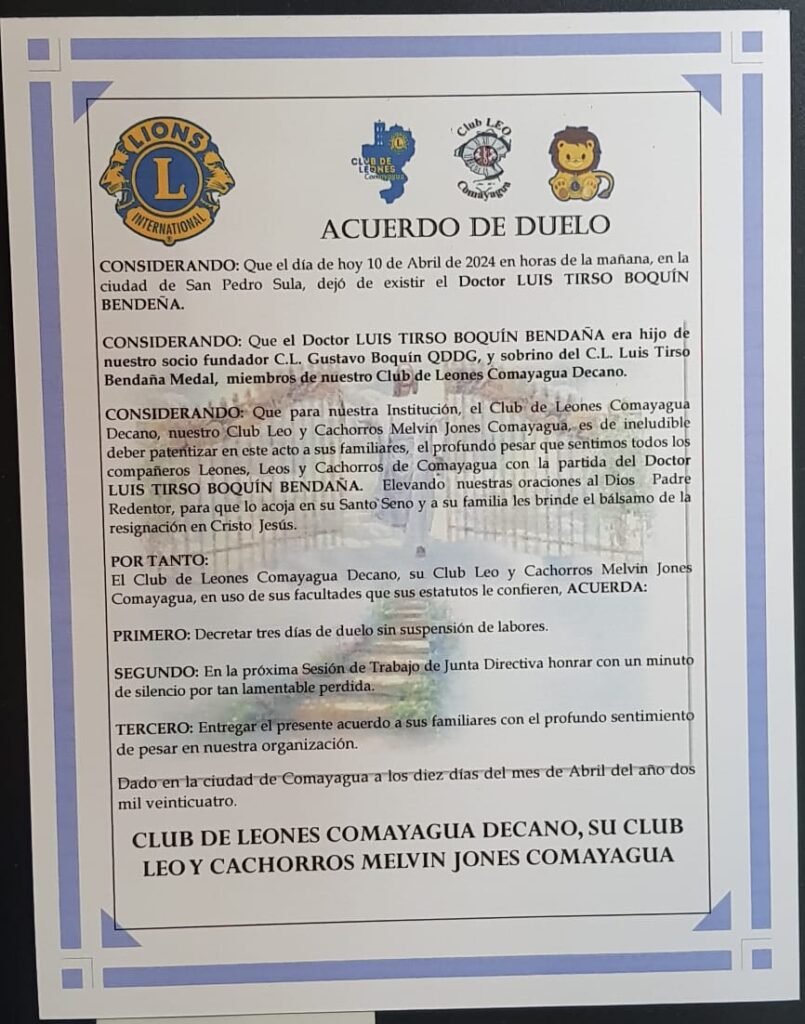 LIONS
L
INTERNATIONAL
CLUB DE
LEONES
Comayagua
Club LEO
Comayagua
ACUERDO DE DUELO
CONSIDERANDO: Que el día de hoy 10 de Abril de 2024 en horas de la mañana, en la
ciudad de San Pedro Sula, dejó de existir el Doctor LUIS TIRSO BOQUÍN
BENDEÑA.
CONSIDERANDO: Que el Doctor LUIS TIRSO BOQUÍN BENDAÑA era hijo de
nuestro socio fundador C.L. Gustavo Boquín QDDG, y sobrino del C.L. Luis Tirso
Bendaña Medal, miembros de nuestro Club de Leones Comayagua Decano.
CONSIDERANDO: Que para nuestra Institución, el Club de Leones Comayagua
Decano, nuestro Club Leo y Cachorros Melvin Jones Comayagua, es de ineludible
deber patentizar en este acto a sus familiares, el profundo pesar que sentimos todos los
compañeros Leones, Leos y Cachorros de Comayagua con la partida del Doctor
LUIS TIRSO BOQUÍN BENDAÑA. Elevando nuestras oraciones al Dios Padre
Redentor, para que lo acoja en su Santo Seno y a su familia les brinde el bálsamo de la
resignación en Cristo Jesús.
POR TANTO:
El Club de Leones Comayagua Decano, su Club Leo y Cachorros Melvin Jones
Comayagua, en uso de sus facultades que sus estatutos le confieren, ACUERDA:
PRIMERO: Decretar tres días de duelo sin suspensión de labores.
SEGUNDO: En la próxima Sesión de Trabajo de Junta Directiva honrar con un minuto
de silencio por tan lamentable perdida.
TERCERO: Entregar el presente acuerdo a sus familiares con el profundo sentimiento
de pesar en nuestra organización.
Dado en la ciudad de Comayagua a los diez días del mes de Abril del año dos
mil veinticuatro.
CLUB DE LEONES COMAYAGUA DECANO, SU CLUB
LEO Y CACHORROS MELVIN JONES COMAYAGUA